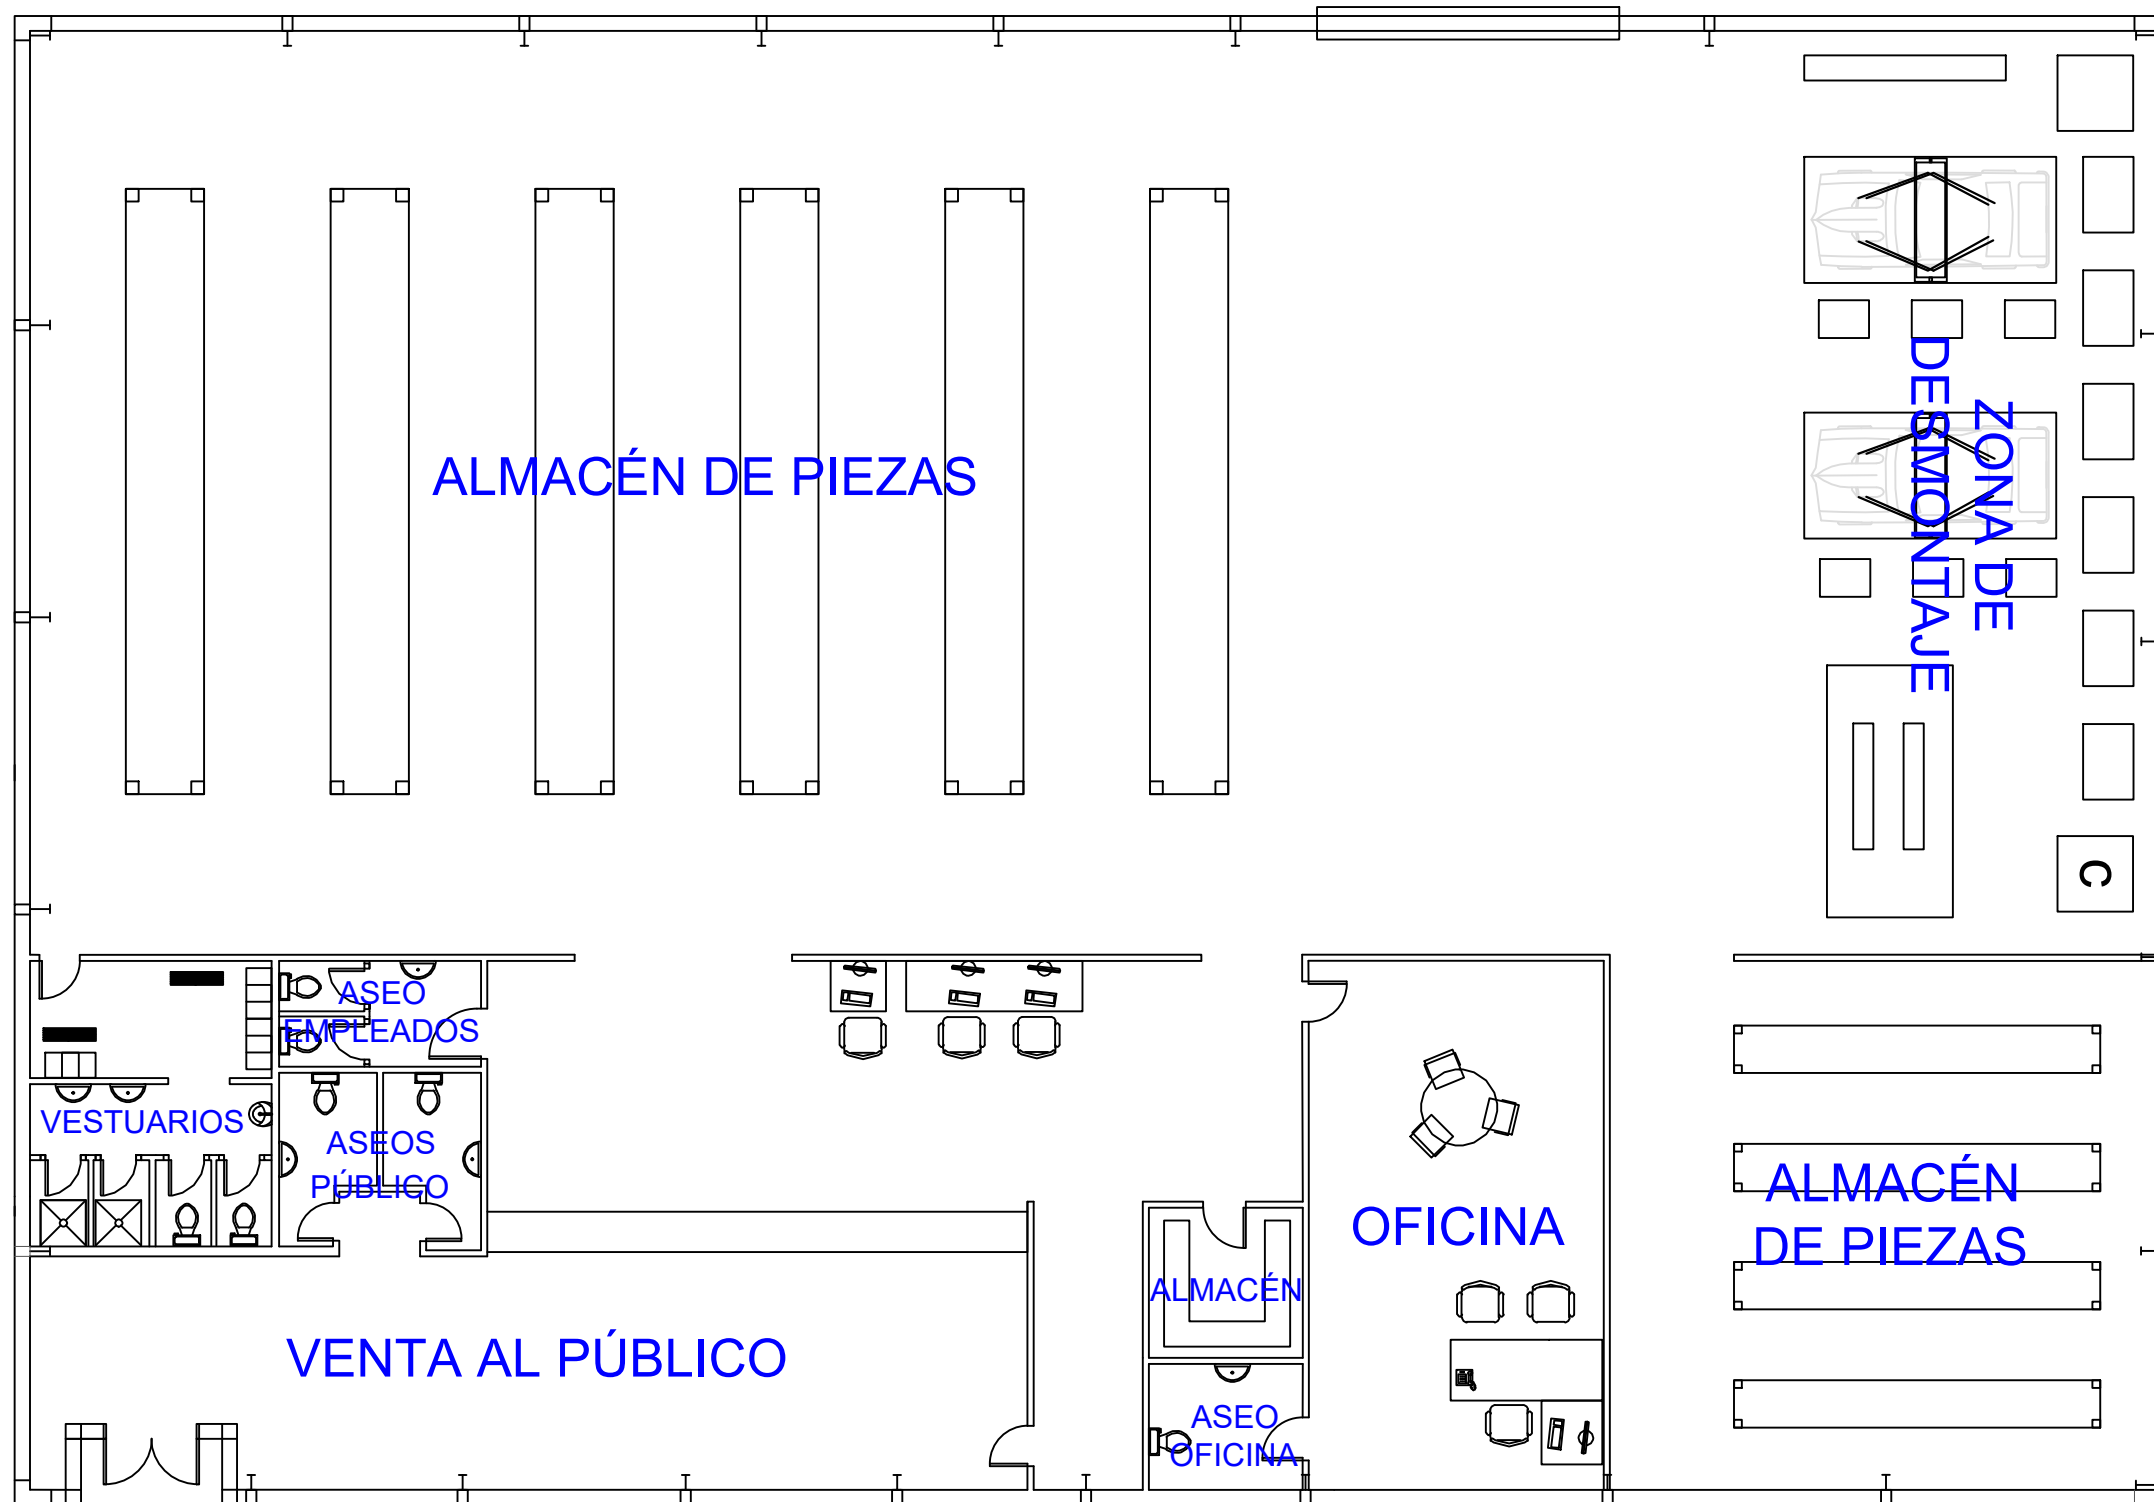 ALMACÉN DE PIEZAS
ZONA DE
DESMONTAJE
C
ASEO
EMPLEADOS
VESTUARIOS
ASEOS
PÚBLICO
OFICINA
ALMACÉN
DE PIEZAS
ALMACÉN
VENTA AL PÚBLICO
ASEO
OFICINA